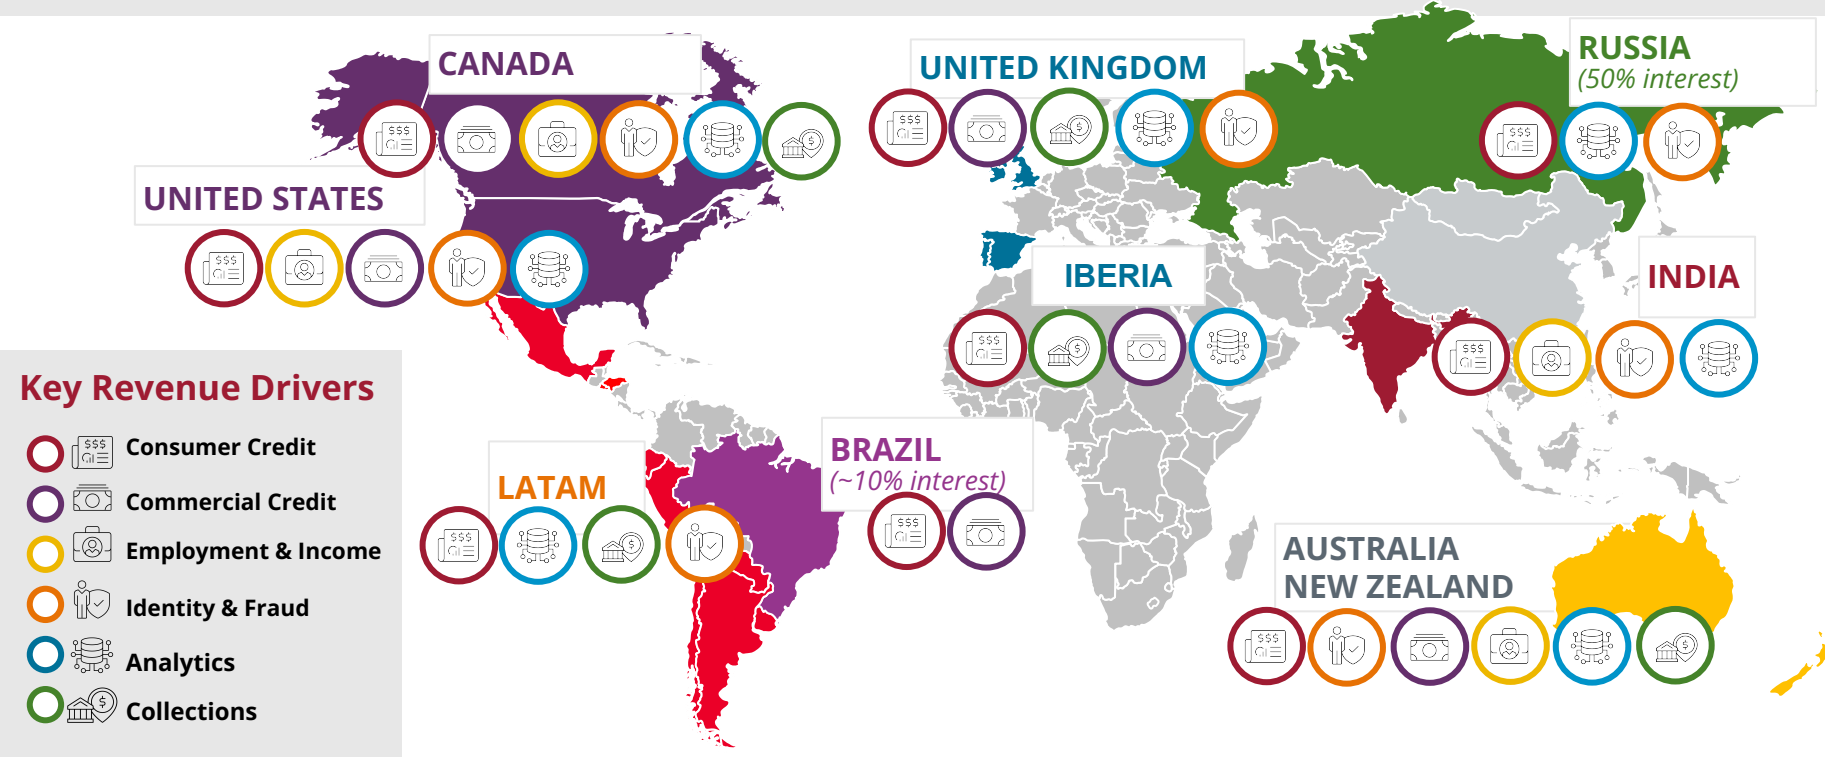 CANADA
UNITED KINGDOM
RUSSIA
(50% interest)
UNITED STATES
IBERIA
INDIA
Key Revenue Drivers
$$$ Consumer Credit
Commercial Credit
Employment & Income
Identity & Fraud
Analytics
$ Collections
LATAM
BRAZIL
(~10% interest)
AUSTRALIA
NEW ZEALAND